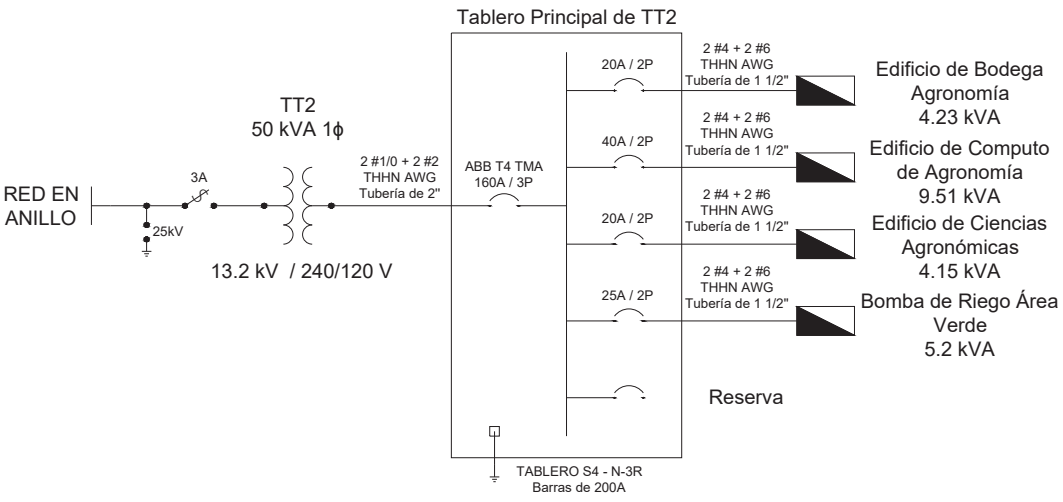 Tablero Principal de TT2
RED EN
ANILLO
25kV
3A
TT2
50 kVA 1ϕ
13.2 kV / 240/120 V
2 #1/0 + 2 #2
THHN AWG
Tubería de 2"
ABB T4 TMA
160A / 3P
20A / 2P
2 #4 + 2 #6
THHN AWG
Tubería de 1 1/2"
Edificio de Bodega
Agronomía
4.23 kVA
40A / 2P
2 #4 + 2 #6
THHN AWG
Tubería de 1 1/2"
Edificio de Computo
de Agronomía
9.51 kVA
20A / 2P
2 #4 + 2 #6
THHN AWG
Tubería de 1 1/2"
Edificio de Ciencias
Agronómicas
4.15 kVA
25A / 2P
2 #4 + 2 #6
THHN AWG
Tubería de 1 1/2"
Bomba de Riego Área
Verde
5.2 kVA
Reserva
TABLERO S4 - N-3R
Barras de 200A